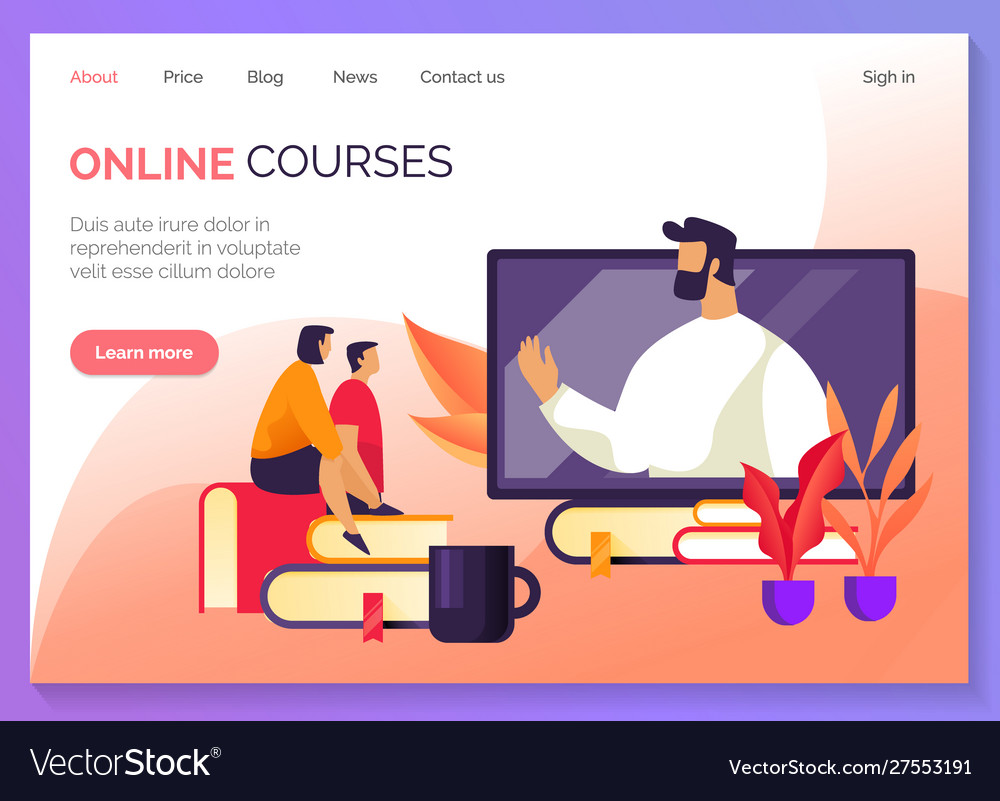 About Price Blog News Contact us Sigh in
ONLINE COURSES
Duis aute irure dolor in
reprehenderit in voluptate
velit esse cillum dolore
Learn more
VectorStock®
VectorStock.com/27553191